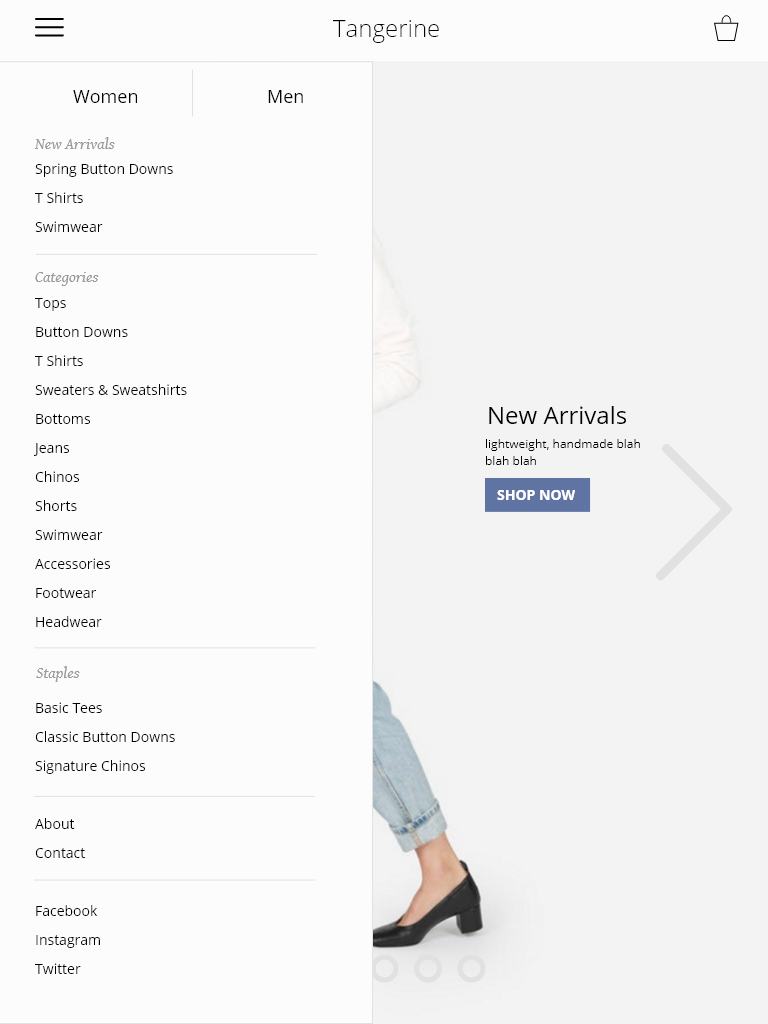 Tangerine
Women
Men
New Arrivals
Spring Button Downs
T Shirts
Swimwear
Categories
Tops
Button Downs
T Shirts
Sweaters & Sweatshirts
Bottoms
Jeans
Chinos
Shorts
Swimwear
Accessories
Footwear
Headwear
Staples
Basic Tees
Classic Button Downs
Signature Chinos
About
Contact
Facebook
Instagram
Twitter
New Arrivals
lightweight, handmade blah
blah blah
SHOP NOW